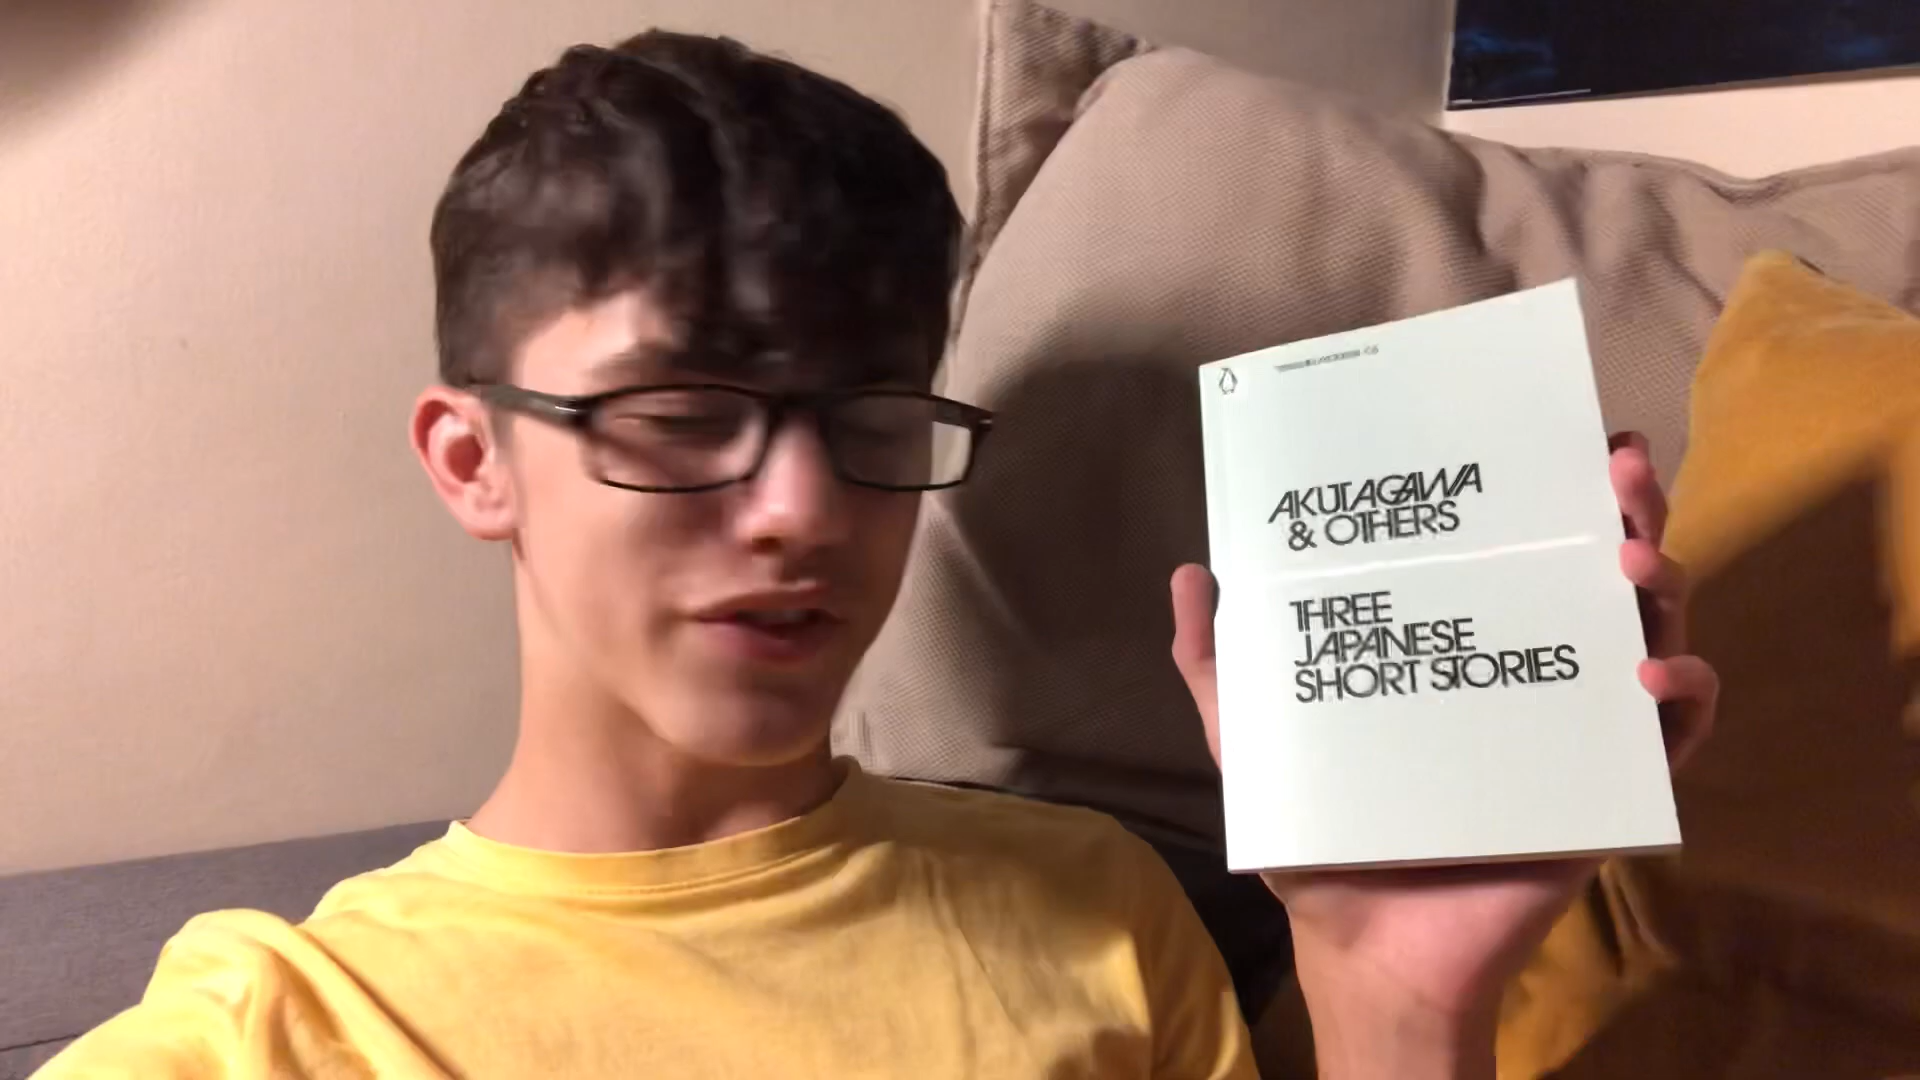 AKUTAGAWA
& OTHERS
THREE
JAPANESE
SHORT STORIES